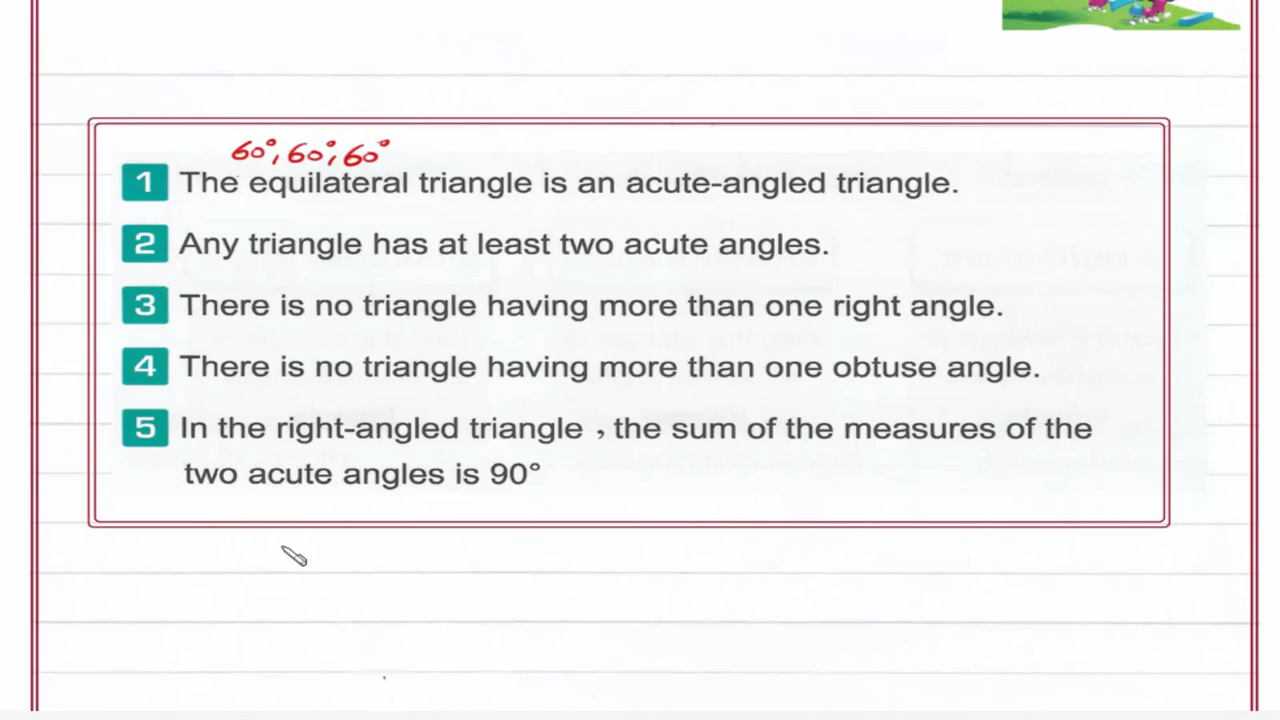 60°, 60°, 60°
1 The equilateral triangle is an acute-angled triangle.
2 Any triangle has at least two acute angles.
3 There is no triangle having more than one right angle.
4 There is no triangle having more than one obtuse angle.
5 In the right-angled triangle , the sum of the measures of the
two acute angles is 90°